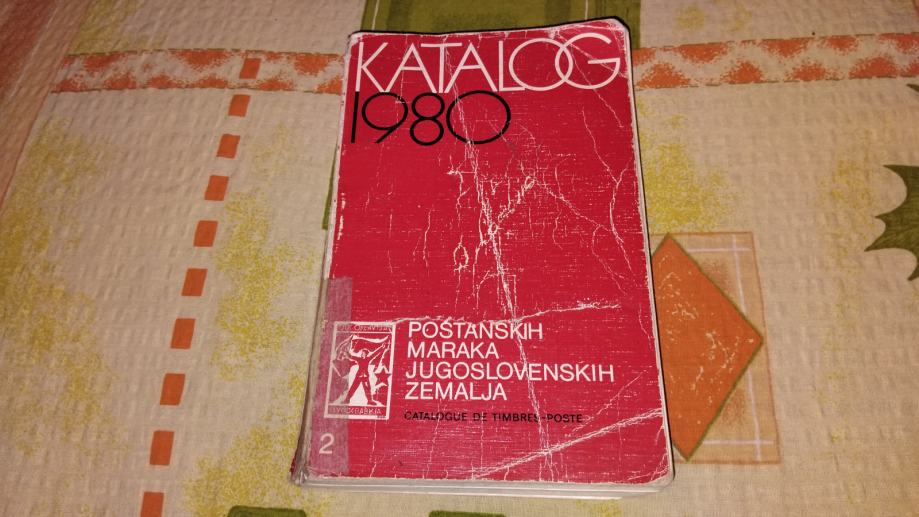 KATALOG
1980
POŠTANSKIH
MARAKA
JUGOSLOVENSKIH
ZEMALJA
CATALOGUE DE TIMBRES-POSTE
2